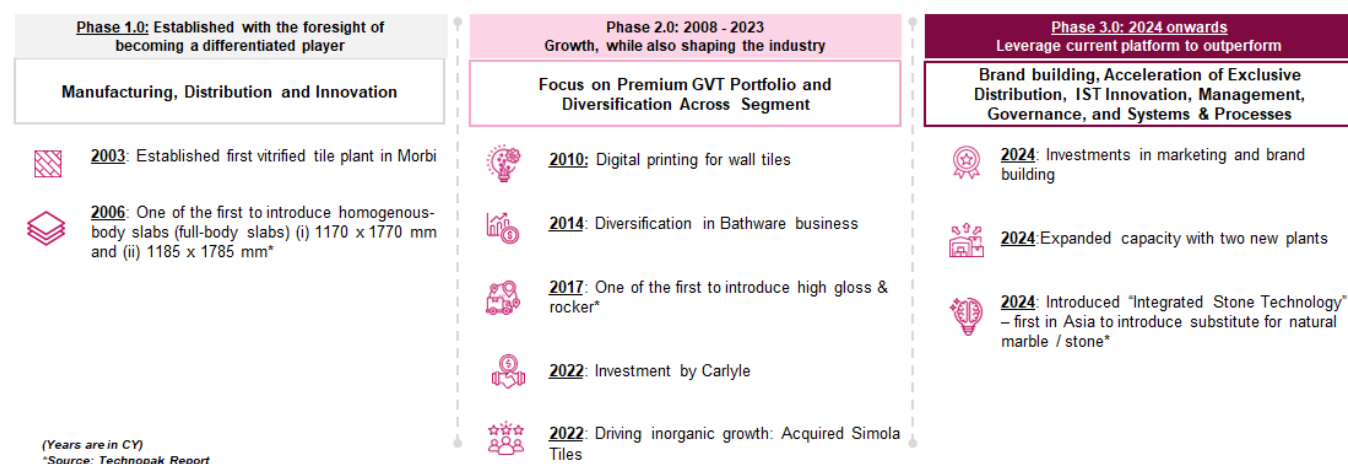 Phase 1.0: Established with the foresight of
becoming a differentiated player
Manufacturing, Distribution and Innovation
2003: Established first vitrified tile plant in Morbi
2006: One of the first to introduce homogenous-
body slabs (full-body slabs) (i) 1170 x 1770 mm
and (ii) 1185 x 1785 mm*
(Years are in CY)
*Source: Technopak Report
Phase 2.0: 2008 - 2023
Growth, while also shaping the industry
Focus on Premium GVT Portfolio and
Diversification Across Segment
2010: Digital printing for wall tiles
2014: Diversification in Bathware business
2017: One of the first to introduce high gloss &
rocker*
2022: Investment by Carlyle
2022: Driving inorganic growth: Acquired Simola
Tiles
Phase 3.0: 2024 onwards
Leverage current platform to outperform
Brand building, Acceleration of Exclusive
Distribution, IST Innovation, Management,
Governance, and Systems & Processes
2024: Investments in marketing and brand
building
2024:Expanded capacity with two new plants
2024: Introduced “Integrated Stone Technology”
– first in Asia to introduce substitute for natural
marble / stone*